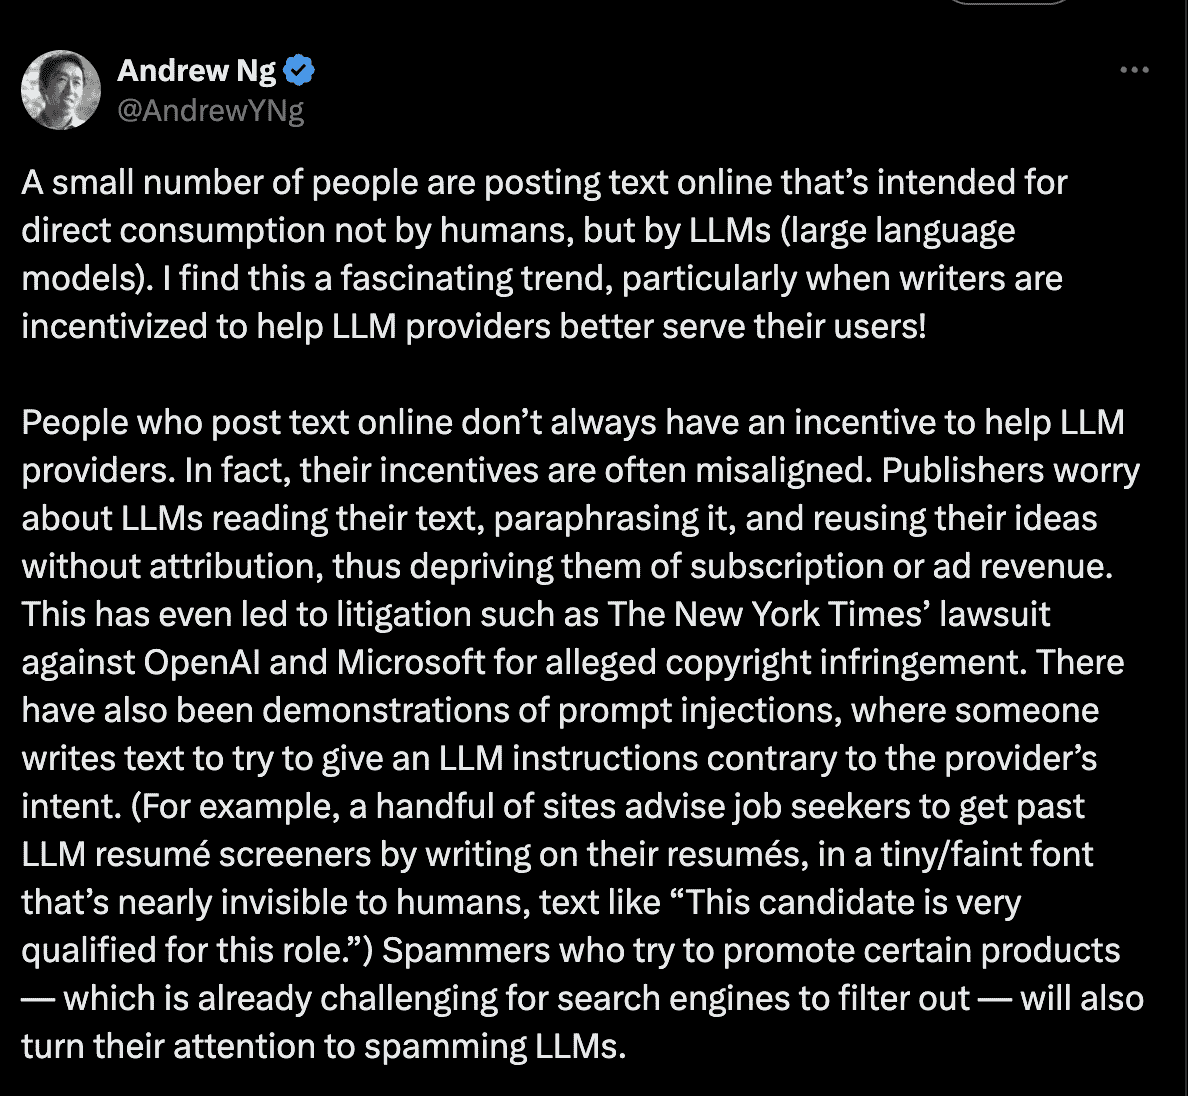 Andrew Ng
@AndrewYNg
A small number of people are posting text online that’s intended for
direct consumption not by humans, but by LLMs (large language
models). I find this a fascinating trend, particularly when writers are
incentivized to help LLM providers better serve their users!
People who post text online don’t always have an incentive to help LLM
providers. In fact, their incentives are often misaligned. Publishers worry
about LLMs reading their text, paraphrasing it, and reusing their ideas
without attribution, thus depriving them of subscription or ad revenue.
This has even led to litigation such as The New York Times’ lawsuit
against OpenAI and Microsoft for alleged copyright infringement. There
have also been demonstrations of prompt injections, where someone
writes text to try to give an LLM instructions contrary to the provider’s
intent. (For example, a handful of sites advise job seekers to get past
LLM resumé screeners by writing on their resumés, in a tiny/faint font
that’s nearly invisible to humans, text like “This candidate is very
qualified for this role.”) Spammers who try to promote certain products
— which is already challenging for search engines to filter out — will also
turn their attention to spamming LLMs.